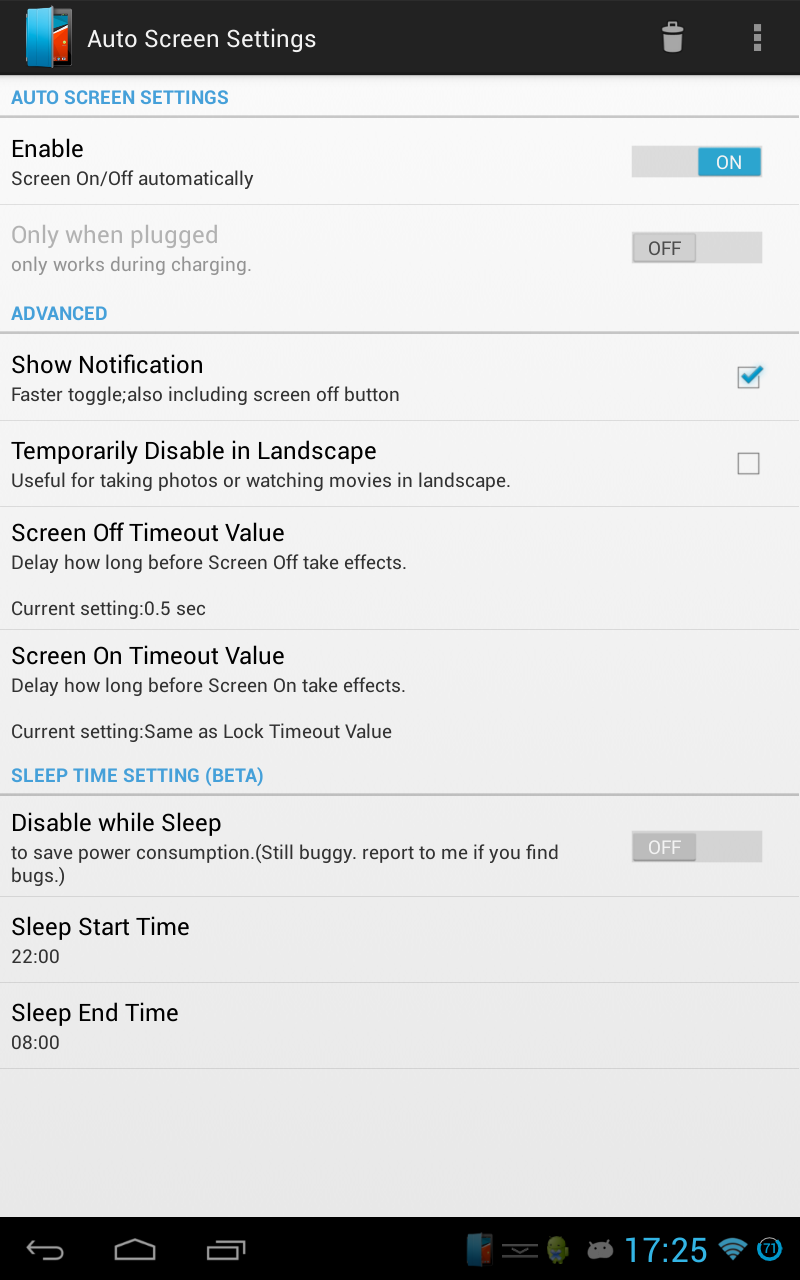 Auto Screen Settings
AUTO SCREEN SETTINGS
Enable
Screen On/Off automatically
ON
Only when plugged
only works during charging.
OFF
ADVANCED
Show Notification
Faster toggle;also including screen off button
Temporarily Disable in Landscape
Useful for taking photos or watching movies in landscape.
Screen Off Timeout Value
Delay how long before Screen Off take effects.
Current setting:0.5 sec
Screen On Timeout Value
Delay how long before Screen On take effects.
Current setting:Same as Lock Timeout Value
SLEEP TIME SETTING (BETA)
Disable while Sleep
to save power consumption.(Still buggy. report to me if you find
bugs.)
OFF
Sleep Start Time
22:00
Sleep End Time
08:00
17:25
71